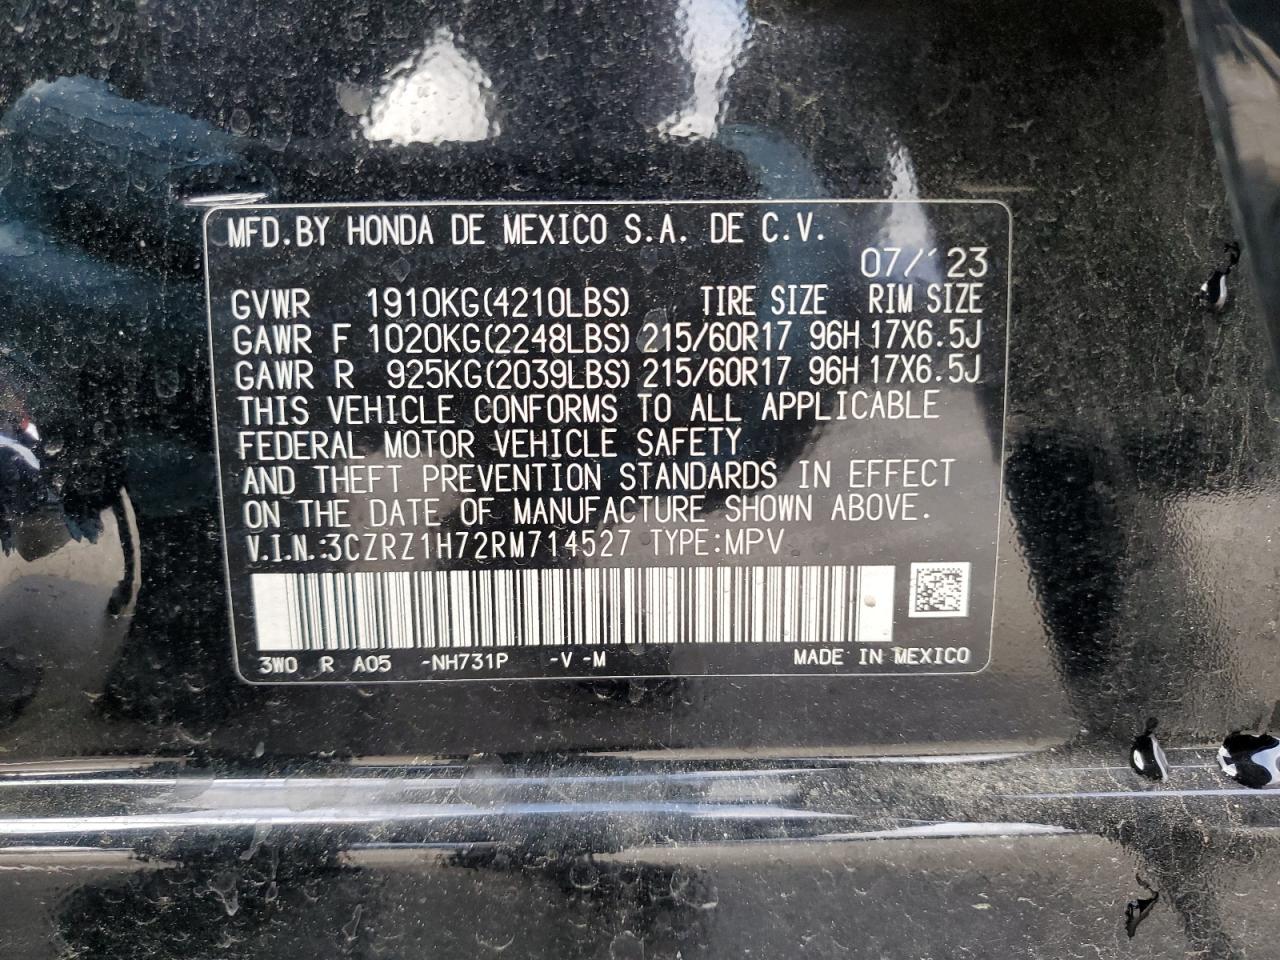 MFD.BY HONDA DE MEXICO S.A. DE C.V.
07/'23
GVWR 1910KG(4210LBS) TIRE SIZE RIM SIZE
GAWR F 1020KG(2248LBS) 215/60R17 96H 17X6.5J
GAWR R 925KG(2039LBS) 215/60R17 96H 17X6.5J
THIS VEHICLE CONFORMS TO ALL APPLICABLE
FEDERAL MOTOR VEHICLE SAFETY
AND THEFT PREVENTION STANDARDS IN EFFECT
ON THE DATE OF MANUFACTURE SHOWN ABOVE.
V.I.N.:3CZRZ1H72RM714527 TYPE:MPV
3W0 R A05 -NH731P -V -M MADE IN MEXICO